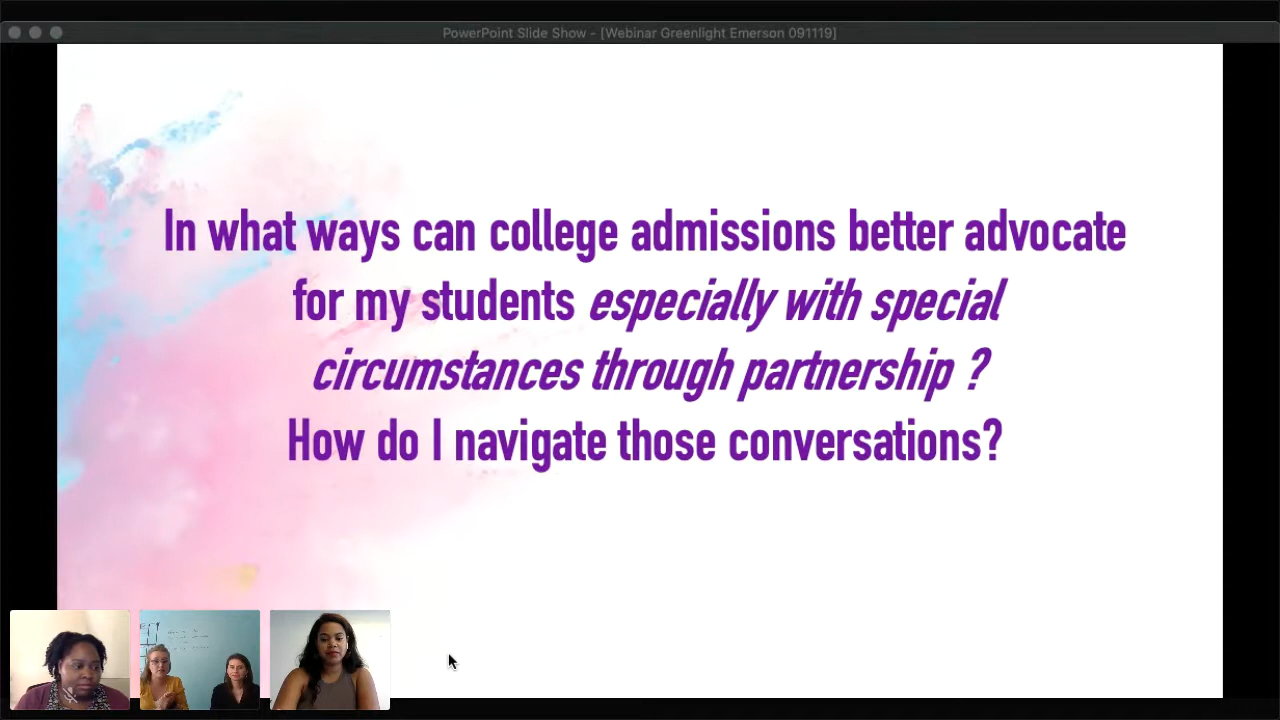 PowerPoint Slide Show - [Webinar Greenlight Emerson 091119]
In what ways can college admissions better advocate
for my students especially with special
circumstances through partnership ?
How do I navigate those conversations?